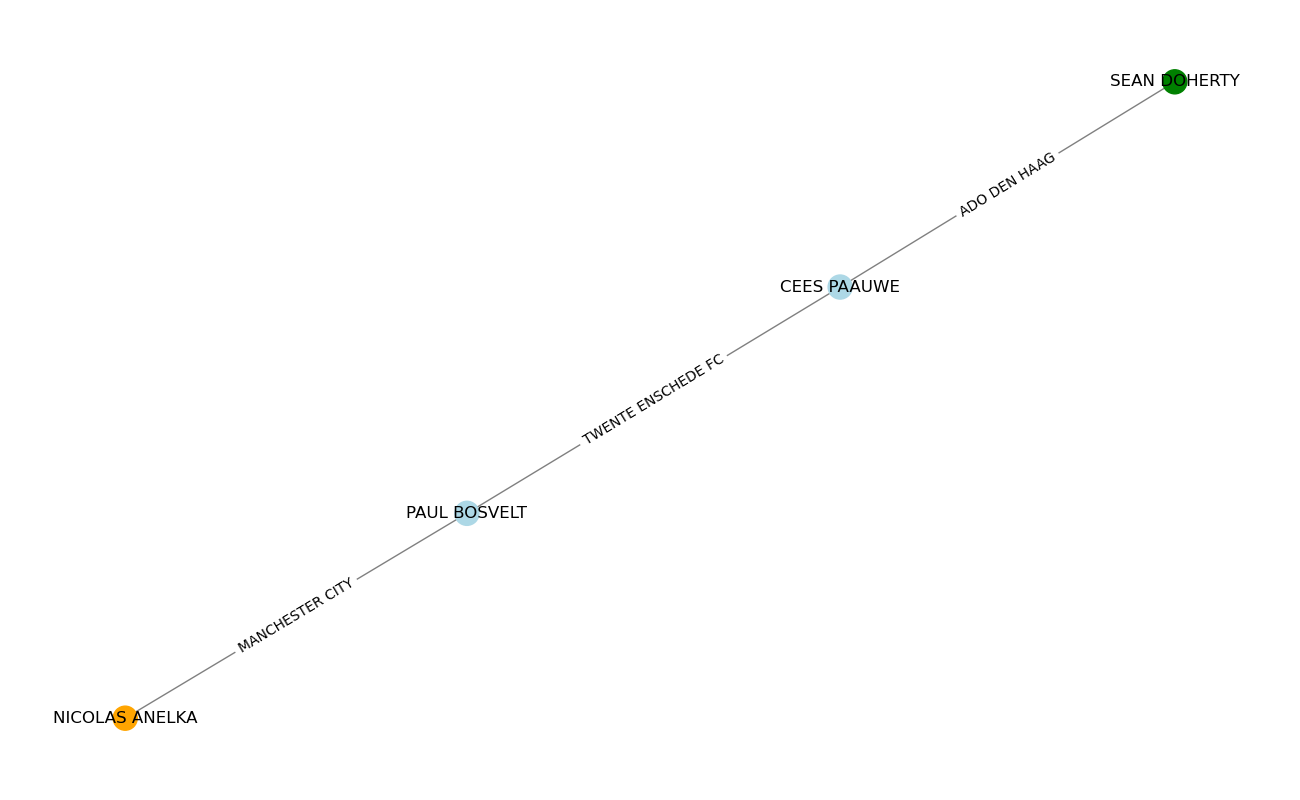 SEAN DOHERTY
ADO DEN HAAG
CEES PAAUWE
TWENTE ENSCHEDE FC
PAUL BOSVELT
MANCHESTER CITY
NICOLAS ANELKA